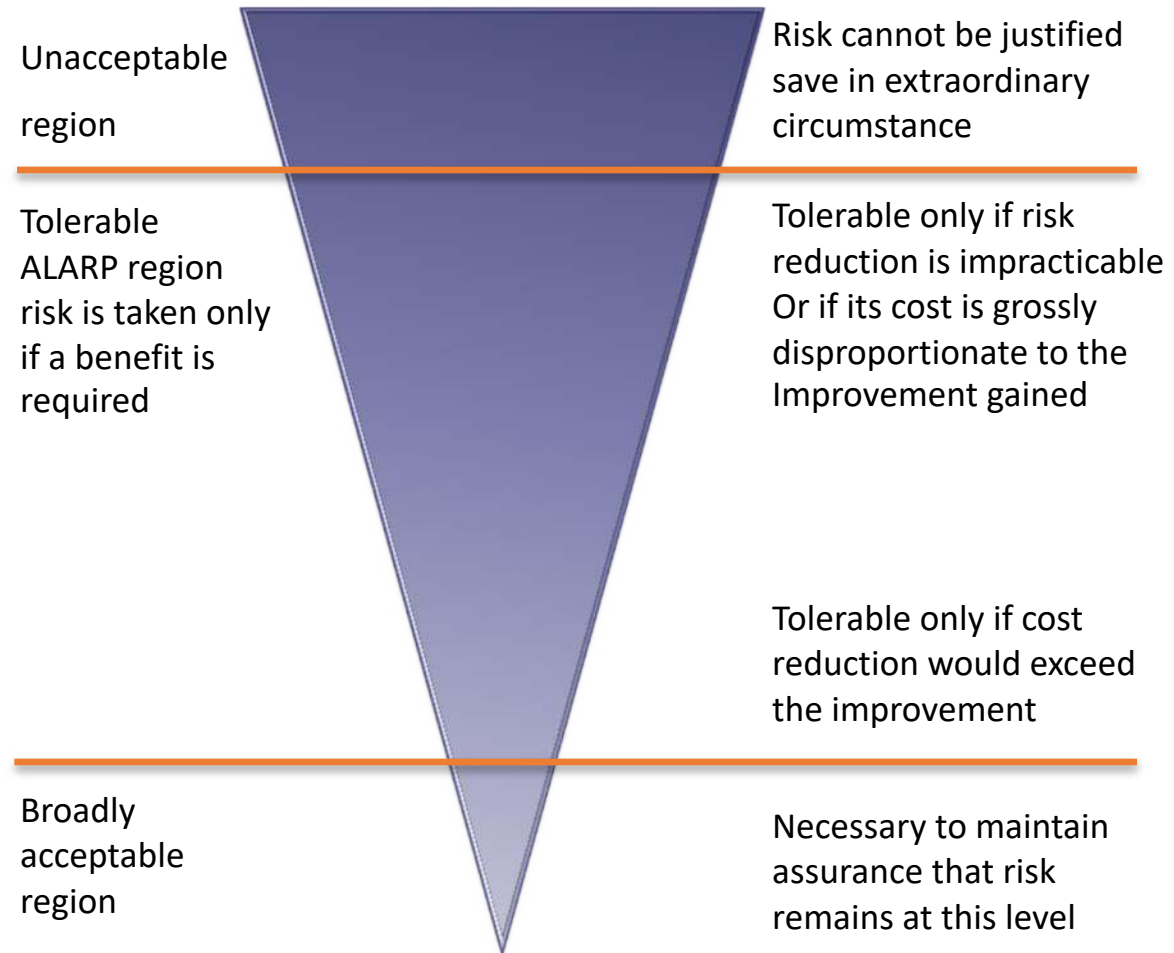 Unacceptable
region
Risk cannot be justified
save in extraordinary
circumstance
Tolerable
ALARP region
risk is taken only
if a benefit is
required
Tolerable only if risk
reduction is impracticable
Or if its cost is grossly
disproportionate to the
Improvement gained
Tolerable only if cost
reduction would exceed
the improvement
Broadly
acceptable
region
Necessary to maintain
assurance that risk
remains at this level